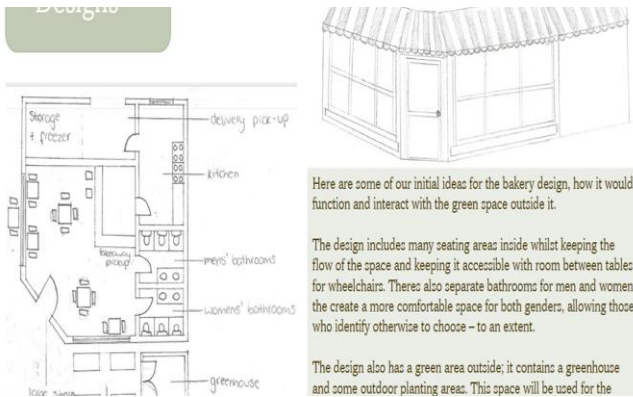 Designs
Storage
+ freezer
delivery pick-up
kitchen
takeaway
pickup
mens' bathrooms
womens' bathrooms
greenhouse
Here are some of our initial ideas for the bakery design, how it would
function and interact with the green space outside it.
The design includes many seating areas inside whilst keeping the
flow of the space and keeping it accessible with room between tables
for wheelchairs. Theres also separate bathrooms for men and women
the create a more comfortable space for both genders, allowing those
who identify otherwise to choose – to an extent.
The design also has a green area outside; it contains a greenhouse
and some outdoor planting areas. This space will be used for the